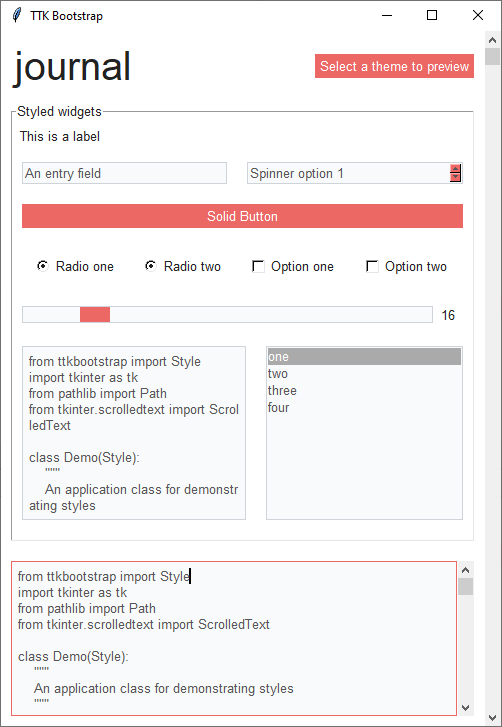 TTK Bootstrap
journal
Select a theme to preview
Styled widgets
This is a label
An entry field
Spinner option 1
Solid Button
Radio one
Radio two
Option one
Option two
16
from ttkbootstrap import Style
import tkinter as tk
from pathlib import Path
from tkinter.scrolledtext import Scrol
ledText
class Demo(Style):
"""
An application class for demonstr
ating styles
one
two
three
four
from ttkbootstrap import Style
import tkinter as tk
from pathlib import Path
from tkinter.scrolledtext import ScrolledText
class Demo(Style):
"""
An application class for demonstrating styles
"""